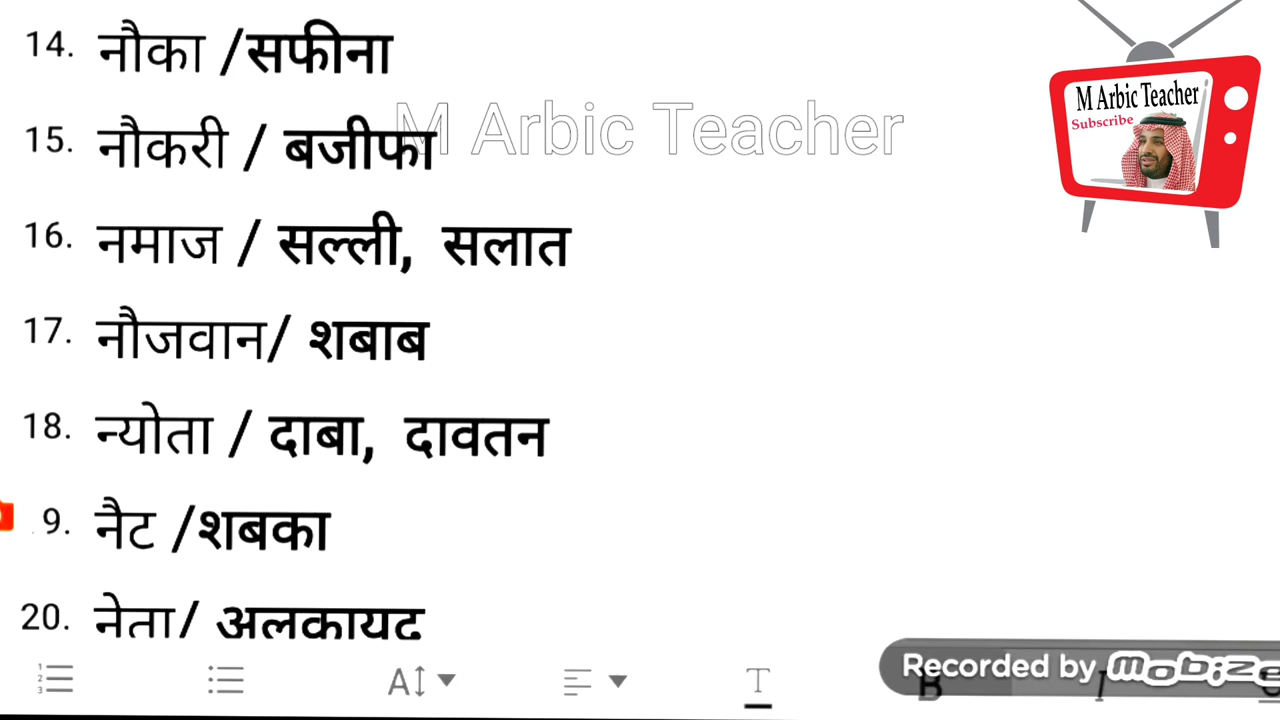 14. नौका /सफीना
M Arbic Teacher
15. नौकरी / बजीफा
16. नमाज / सल्ली, सलात
17. नौजवान/ शबाब
18. न्योता / दाबा, दावतन
9. नैट /शबका
20. नेता/ अलकायद
M Arbic Teacher
Subscribe
Recorded by
A
T
B
I